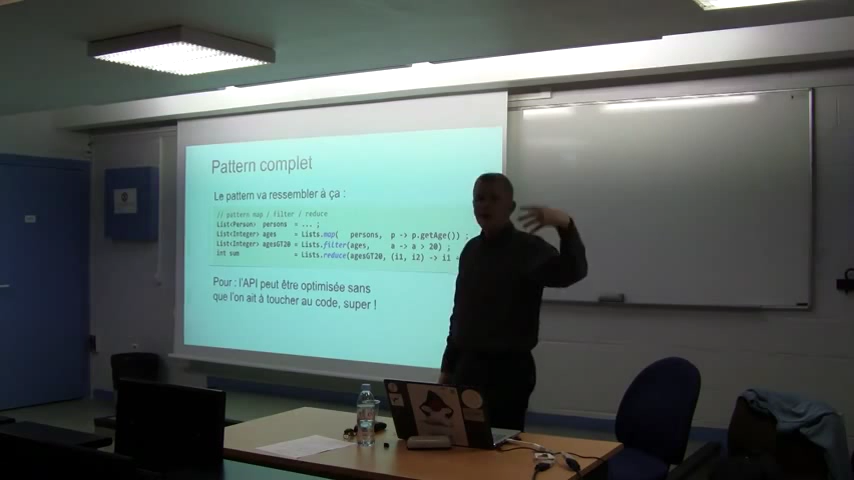 Pattern complet
Le pattern va ressembler à ça :
// pattern map / filter / reduce
List<Person> persons = ... ;
List<Integer> ages = Lists.map( persons, p -> p.getAge()) ;
List<Integer> agesGT20 = Lists.filter(ages, a -> a > 20) ;
int sum = Lists.reduce(agesGT20, (i1, i2) -> i1 +
Pour : l'API peut être optimisée sans
que l'on ait à toucher au code, super !